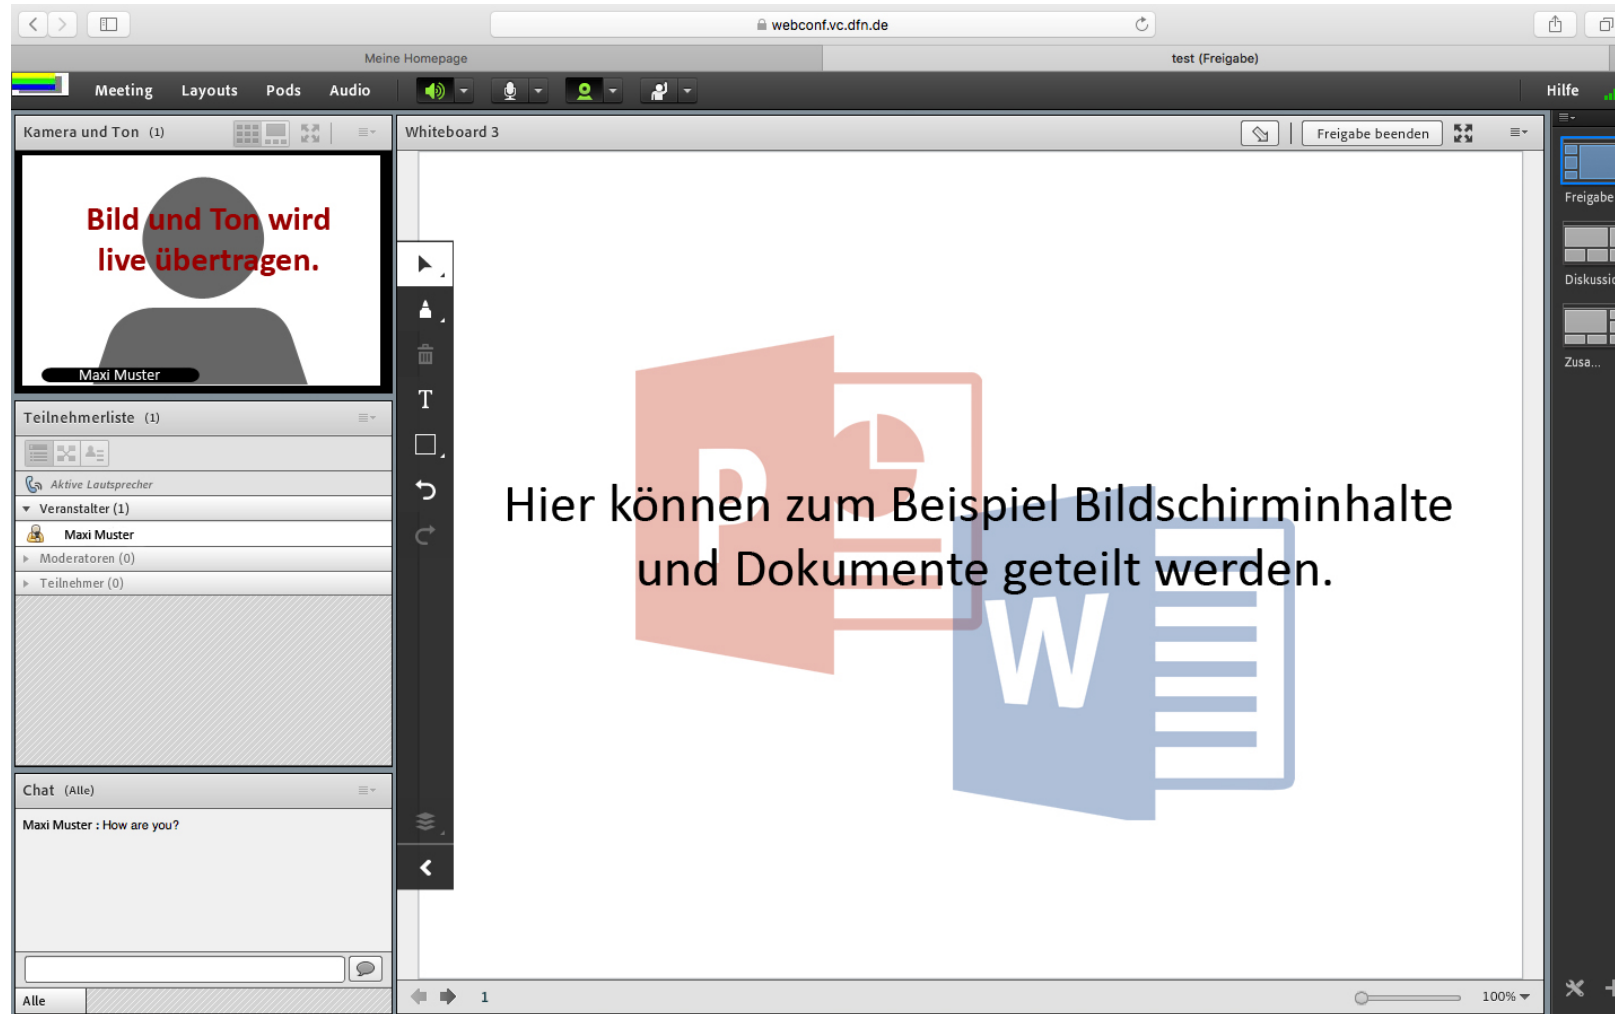 webconf.vc.dfn.de
Meine Homepage
test (Freigabe)
Meeting Layouts Pods Audio
Hilfe
Kamera und Ton (1)
Bild und Ton wird
live übertragen.
Maxi Muster
Teilnehmerliste (1)
Aktive Lautsprecher
Veranstalter (1)
Maxi Muster
Moderatoren (0)
Teilnehmer (0)
Chat (Alle)
Maxi Muster : How are you?
Alle
Whiteboard 3
Freigabe beenden
T
P
Hier können zum Beispiel Bildschirminhalte
und Dokumente geteilt werden.
W
1
100%
Freigabe
Diskussio
Zusa...